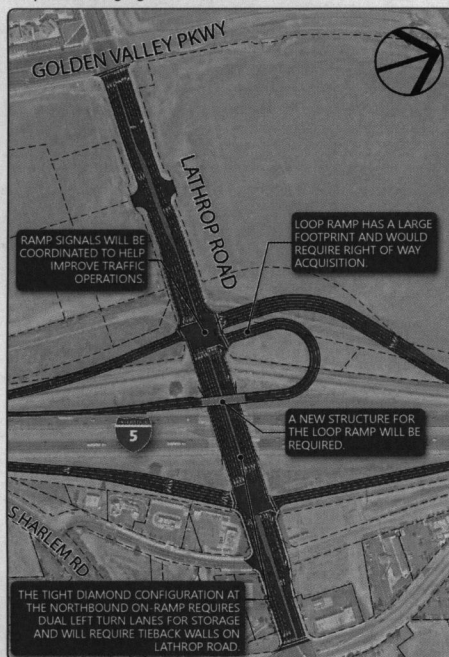 GOLDEN VALLEY PKWY
LATHROP ROAD
RAMP SIGNALS WILL BE
COORDINATED TO HELP
IMPROVE TRAFFIC
OPERATIONS.
LOOP RAMP HAS A LARGE
FOOTPRINT AND WOULD
REQUIRE RIGHT OF WAY
ACQUISITION.
A NEW STRUCTURE FOR
THE LOOP RAMP WILL BE
REQUIRED.
5
S HARLEM RD
THE TIGHT DIAMOND CONFIGURATION AT
THE NORTHBOUND ON-RAMP REQUIRES
DUAL LEFT TURN LANES FOR STORAGE
AND WILL REQUIRE TIEBACK WALLS ON
LATHROP ROAD.